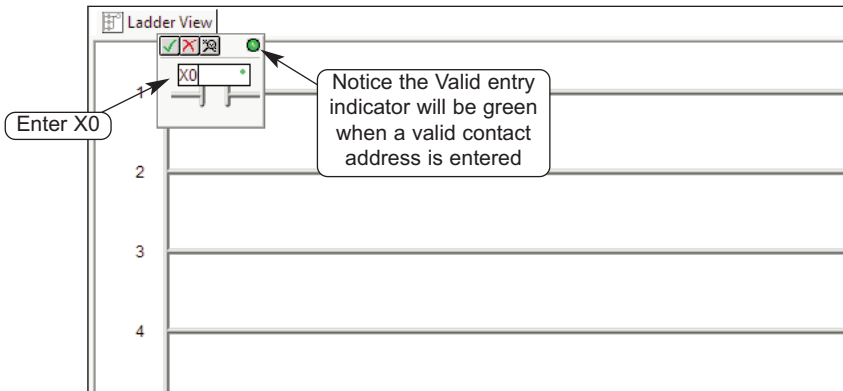 Ladder View
X0
1
Enter X0
Notice the Valid entry
indicator will be green
when a valid contact
address is entered
2
3
4